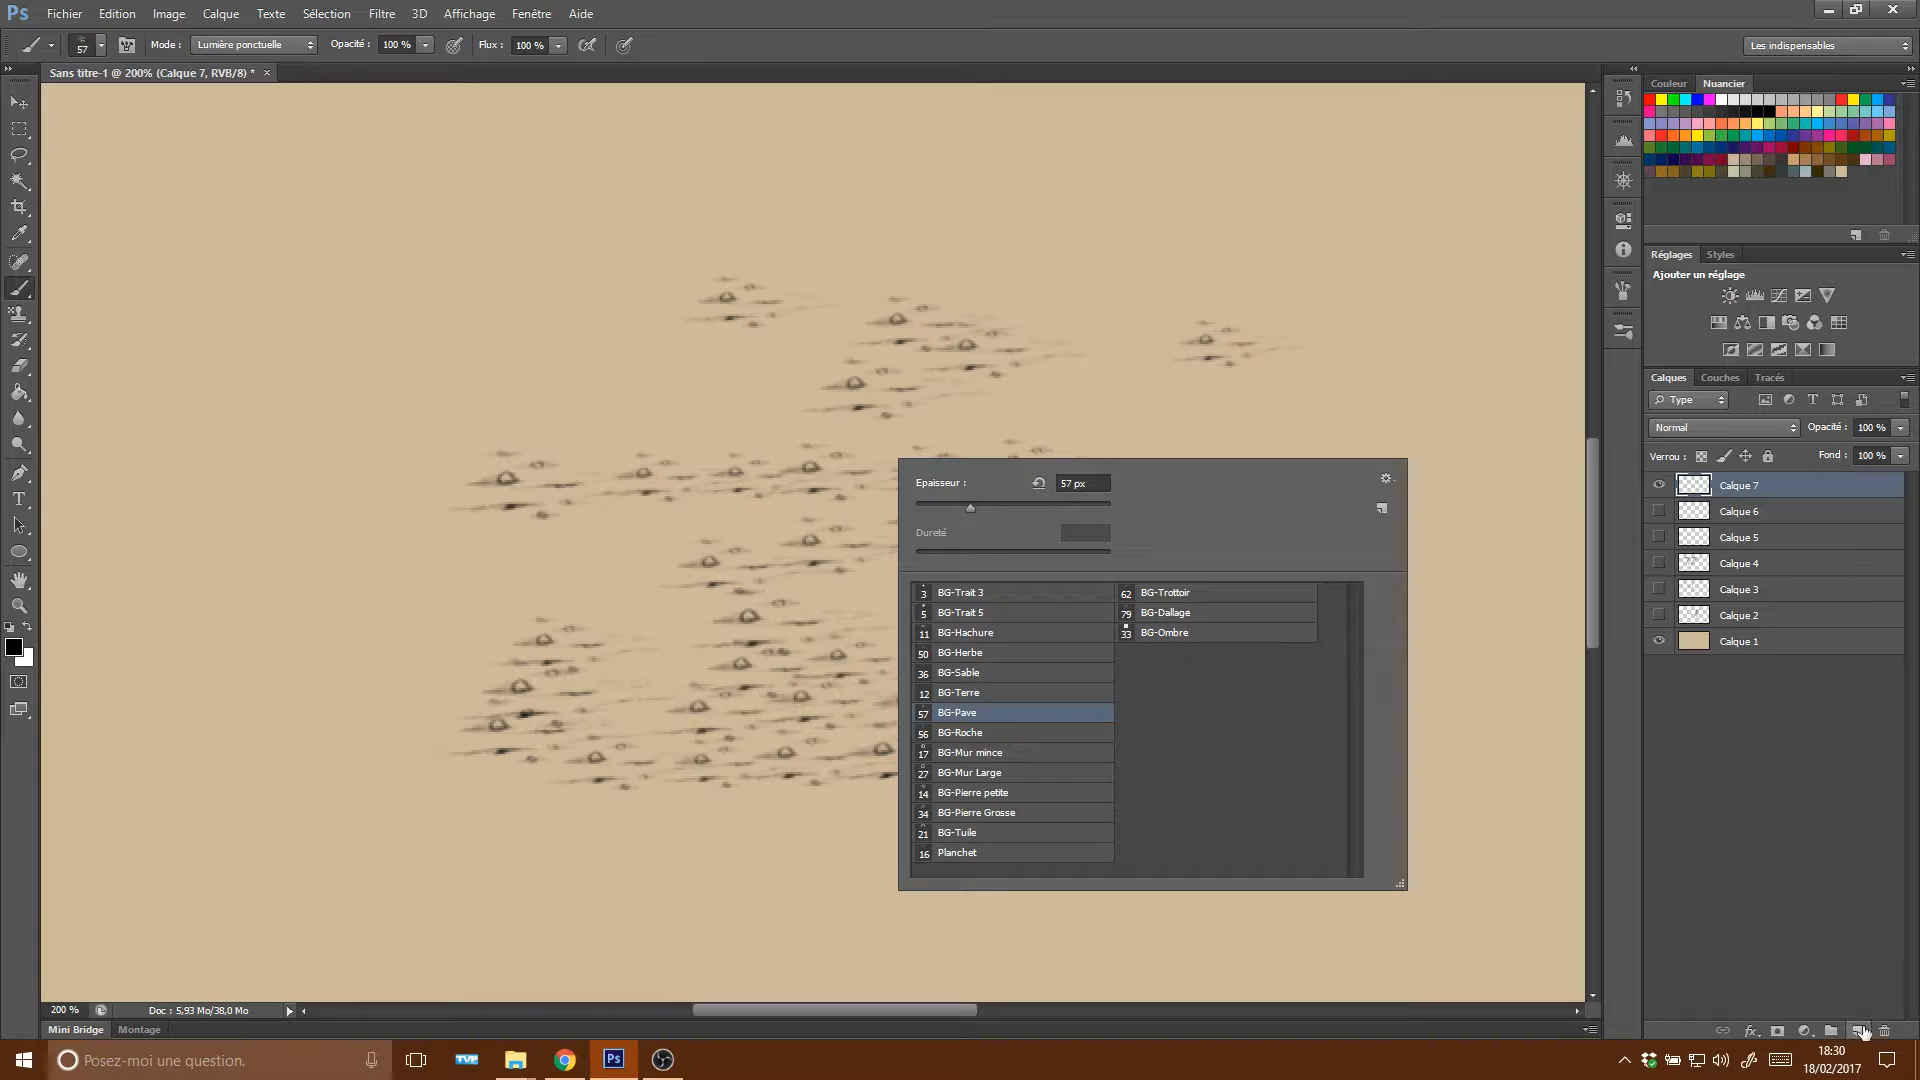 Ps Fichier Edition Image Calque Texte Sélection Filtre 3D Affichage Fenêtre Aide
57 Mode : Lumière ponctuelle Opacité : 100 % Flux : 100 % Les indispensables
Sans titre-1 @ 200% (Calque 7, RVB/8) * ×
Couleur Nuancier
Réglages Styles
Ajouter un réglage
Calques Couches Tracés
Type
Normal Opacité : 100 %
Verrou : Fond : 100 %
Calque 7
Calque 6
Calque 5
Calque 4
Calque 3
Calque 2
Calque 1
Epaisseur : 57 px
Dureté
3 BG-Trait 3
5 BG-Trait 5
11 BG-Hachure
50 BG-Herbe
36 BG-Sable
12 BG-Terre
57 BG-Pave
56 BG-Roche
17 BG-Mur mince
27 BG-Mur Large
14 BG-Pierre petite
34 BG-Pierre Grosse
21 BG-Tuile
16 Planchet
62 BG-Trottoir
79 BG-Dallage
33 BG-Ombre
200 % Doc : 5,93 Mo/38,0 Mo
Mini Bridge Montage
Posez-moi une question. TVP Ps
18:30
18/02/2017